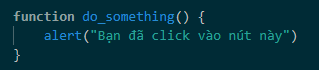 function do_something() {
    alert("Bạn đã click vào nút này")
}